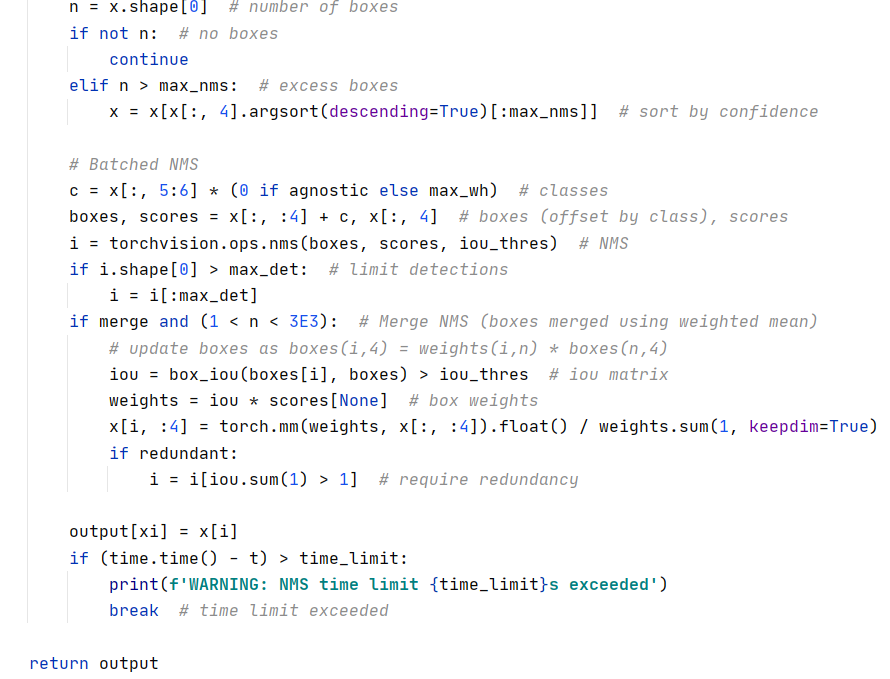 n = x.shape[0]  # number of boxes
if not n:  # no boxes
    continue
elif n > max_nms:  # excess boxes
    x = x[x[:, 4].argsort(descending=True)[:max_nms]]  # sort by confidence

# Batched NMS
c = x[:, 5:6] * (0 if agnostic else max_wh)  # classes
boxes, scores = x[:, :4] + c, x[:, 4]  # boxes (offset by class), scores
i = torchvision.ops.nms(boxes, scores, iou_thres)  # NMS
if i.shape[0] > max_det:  # limit detections
    i = i[:max_det]
if merge and (1 < n < 3E3):  # Merge NMS (boxes merged using weighted mean)
    # update boxes as boxes(i,4) = weights(i,n) * boxes(n,4)
    iou = box_iou(boxes[i], boxes) > iou_thres  # iou matrix
    weights = iou * scores[None]  # box weights
    x[i, :4] = torch.mm(weights, x[:, :4]).float() / weights.sum(1, keepdim=True)
    if redundant:
        i = i[iou.sum(1) > 1]  # require redundancy

output[xi] = x[i]
if (time.time() - t) > time_limit:
    print(f'WARNING: NMS time limit {time_limit}s exceeded')
    break  # time limit exceeded

return output